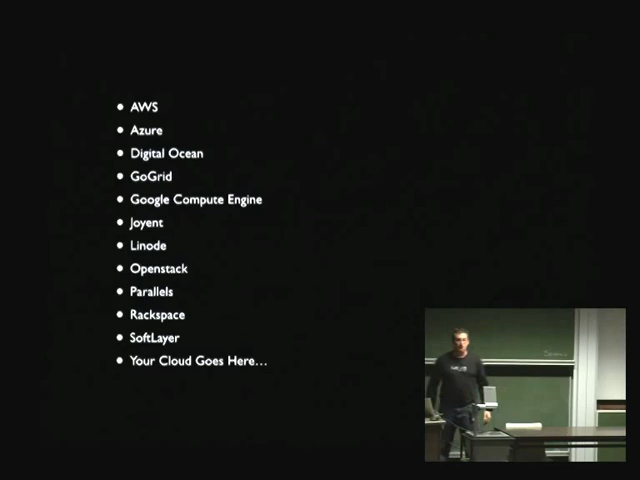 AWS
Azure
Digital Ocean
GoGrid
Google Compute Engine
Joyent
Linode
Openstack
Parallels
Rackspace
SoftLayer
Your Cloud Goes Here...